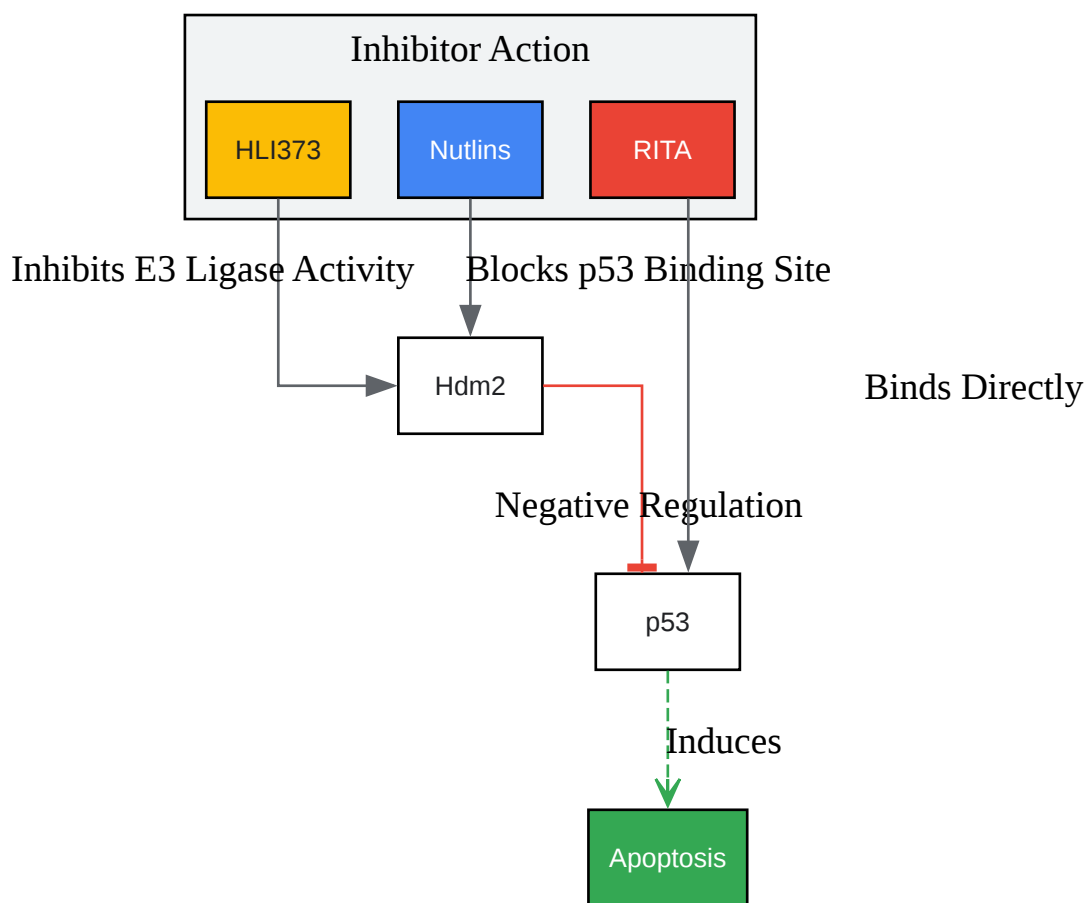 Inhibitor Action
HLI373
Nutlins
RITA
Inhibits E3 Ligase Activity
Blocks p53 Binding Site
Hdm2
Binds Directly
Negative Regulation
p53
Induces
Apoptosis